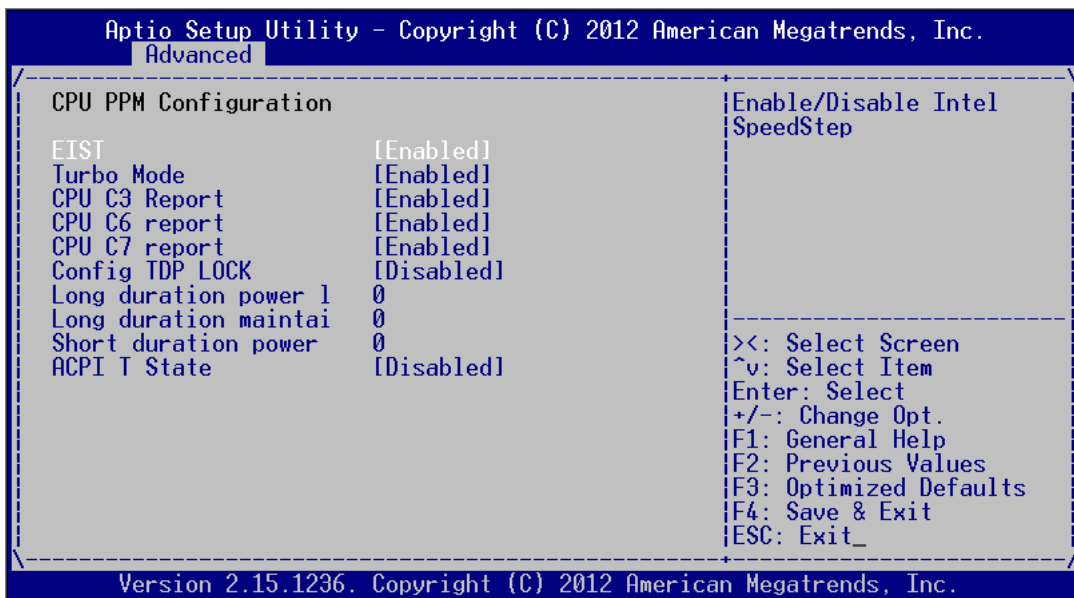 Aptio Setup Utility - Copyright (C) 2012 American Megatrends, Inc.
Advanced
CPU PPM Configuration
EIST [Enabled]
Turbo Mode [Enabled]
CPU C3 Report [Enabled]
CPU C6 report [Enabled]
CPU C7 report [Enabled]
Config TDP LOCK [Disabled]
Long duration power l 0
Long duration maintai 0
Short duration power 0
ACPI T State [Disabled]
Enable/Disable Intel
SpeedStep
><: Select Screen
^v: Select Item
Enter: Select
+/-: Change Opt.
F1: General Help
F2: Previous Values
F3: Optimized Defaults
F4: Save & Exit
ESC: Exit_
Version 2.15.1236. Copyright (C) 2012 American Megatrends, Inc.